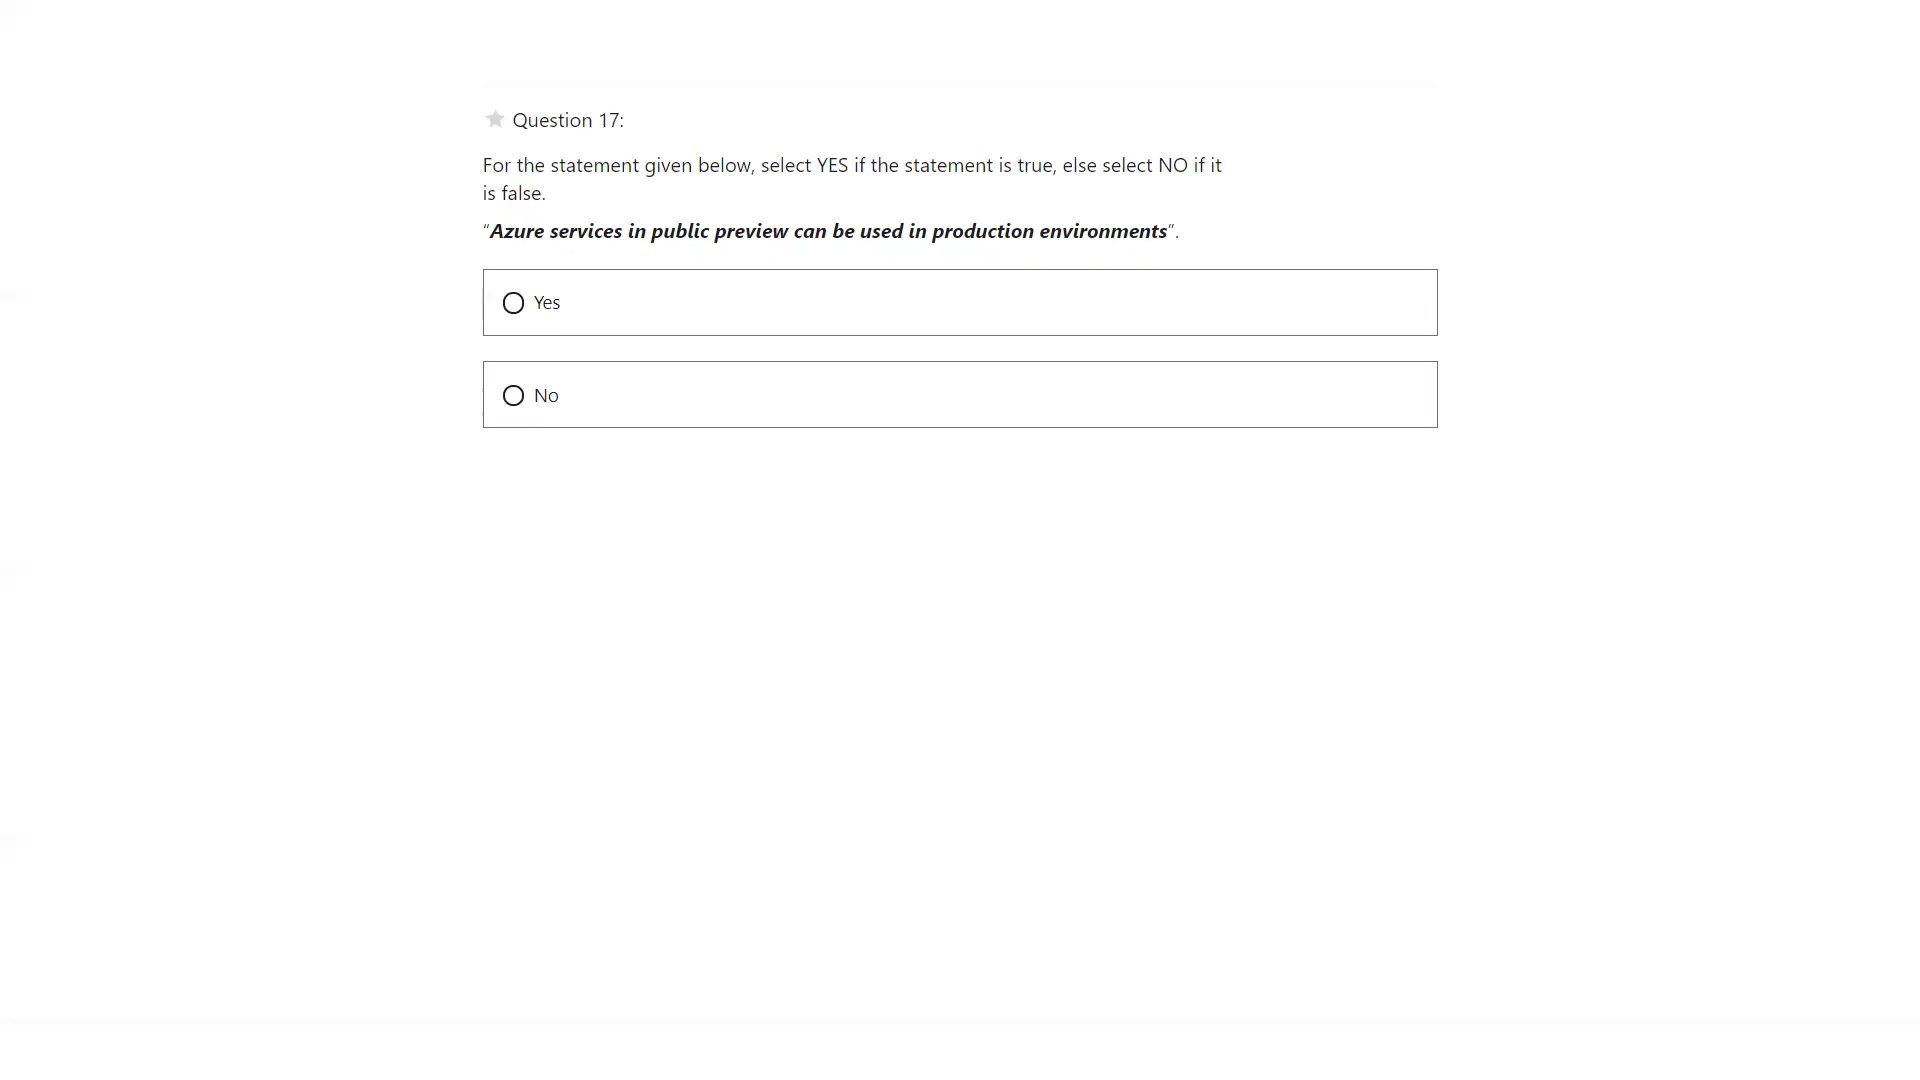 Question 17:
For the statement given below, select YES if the statement is true, else select NO if it
is false.
“Azure services in public preview can be used in production environments”.
Yes
No